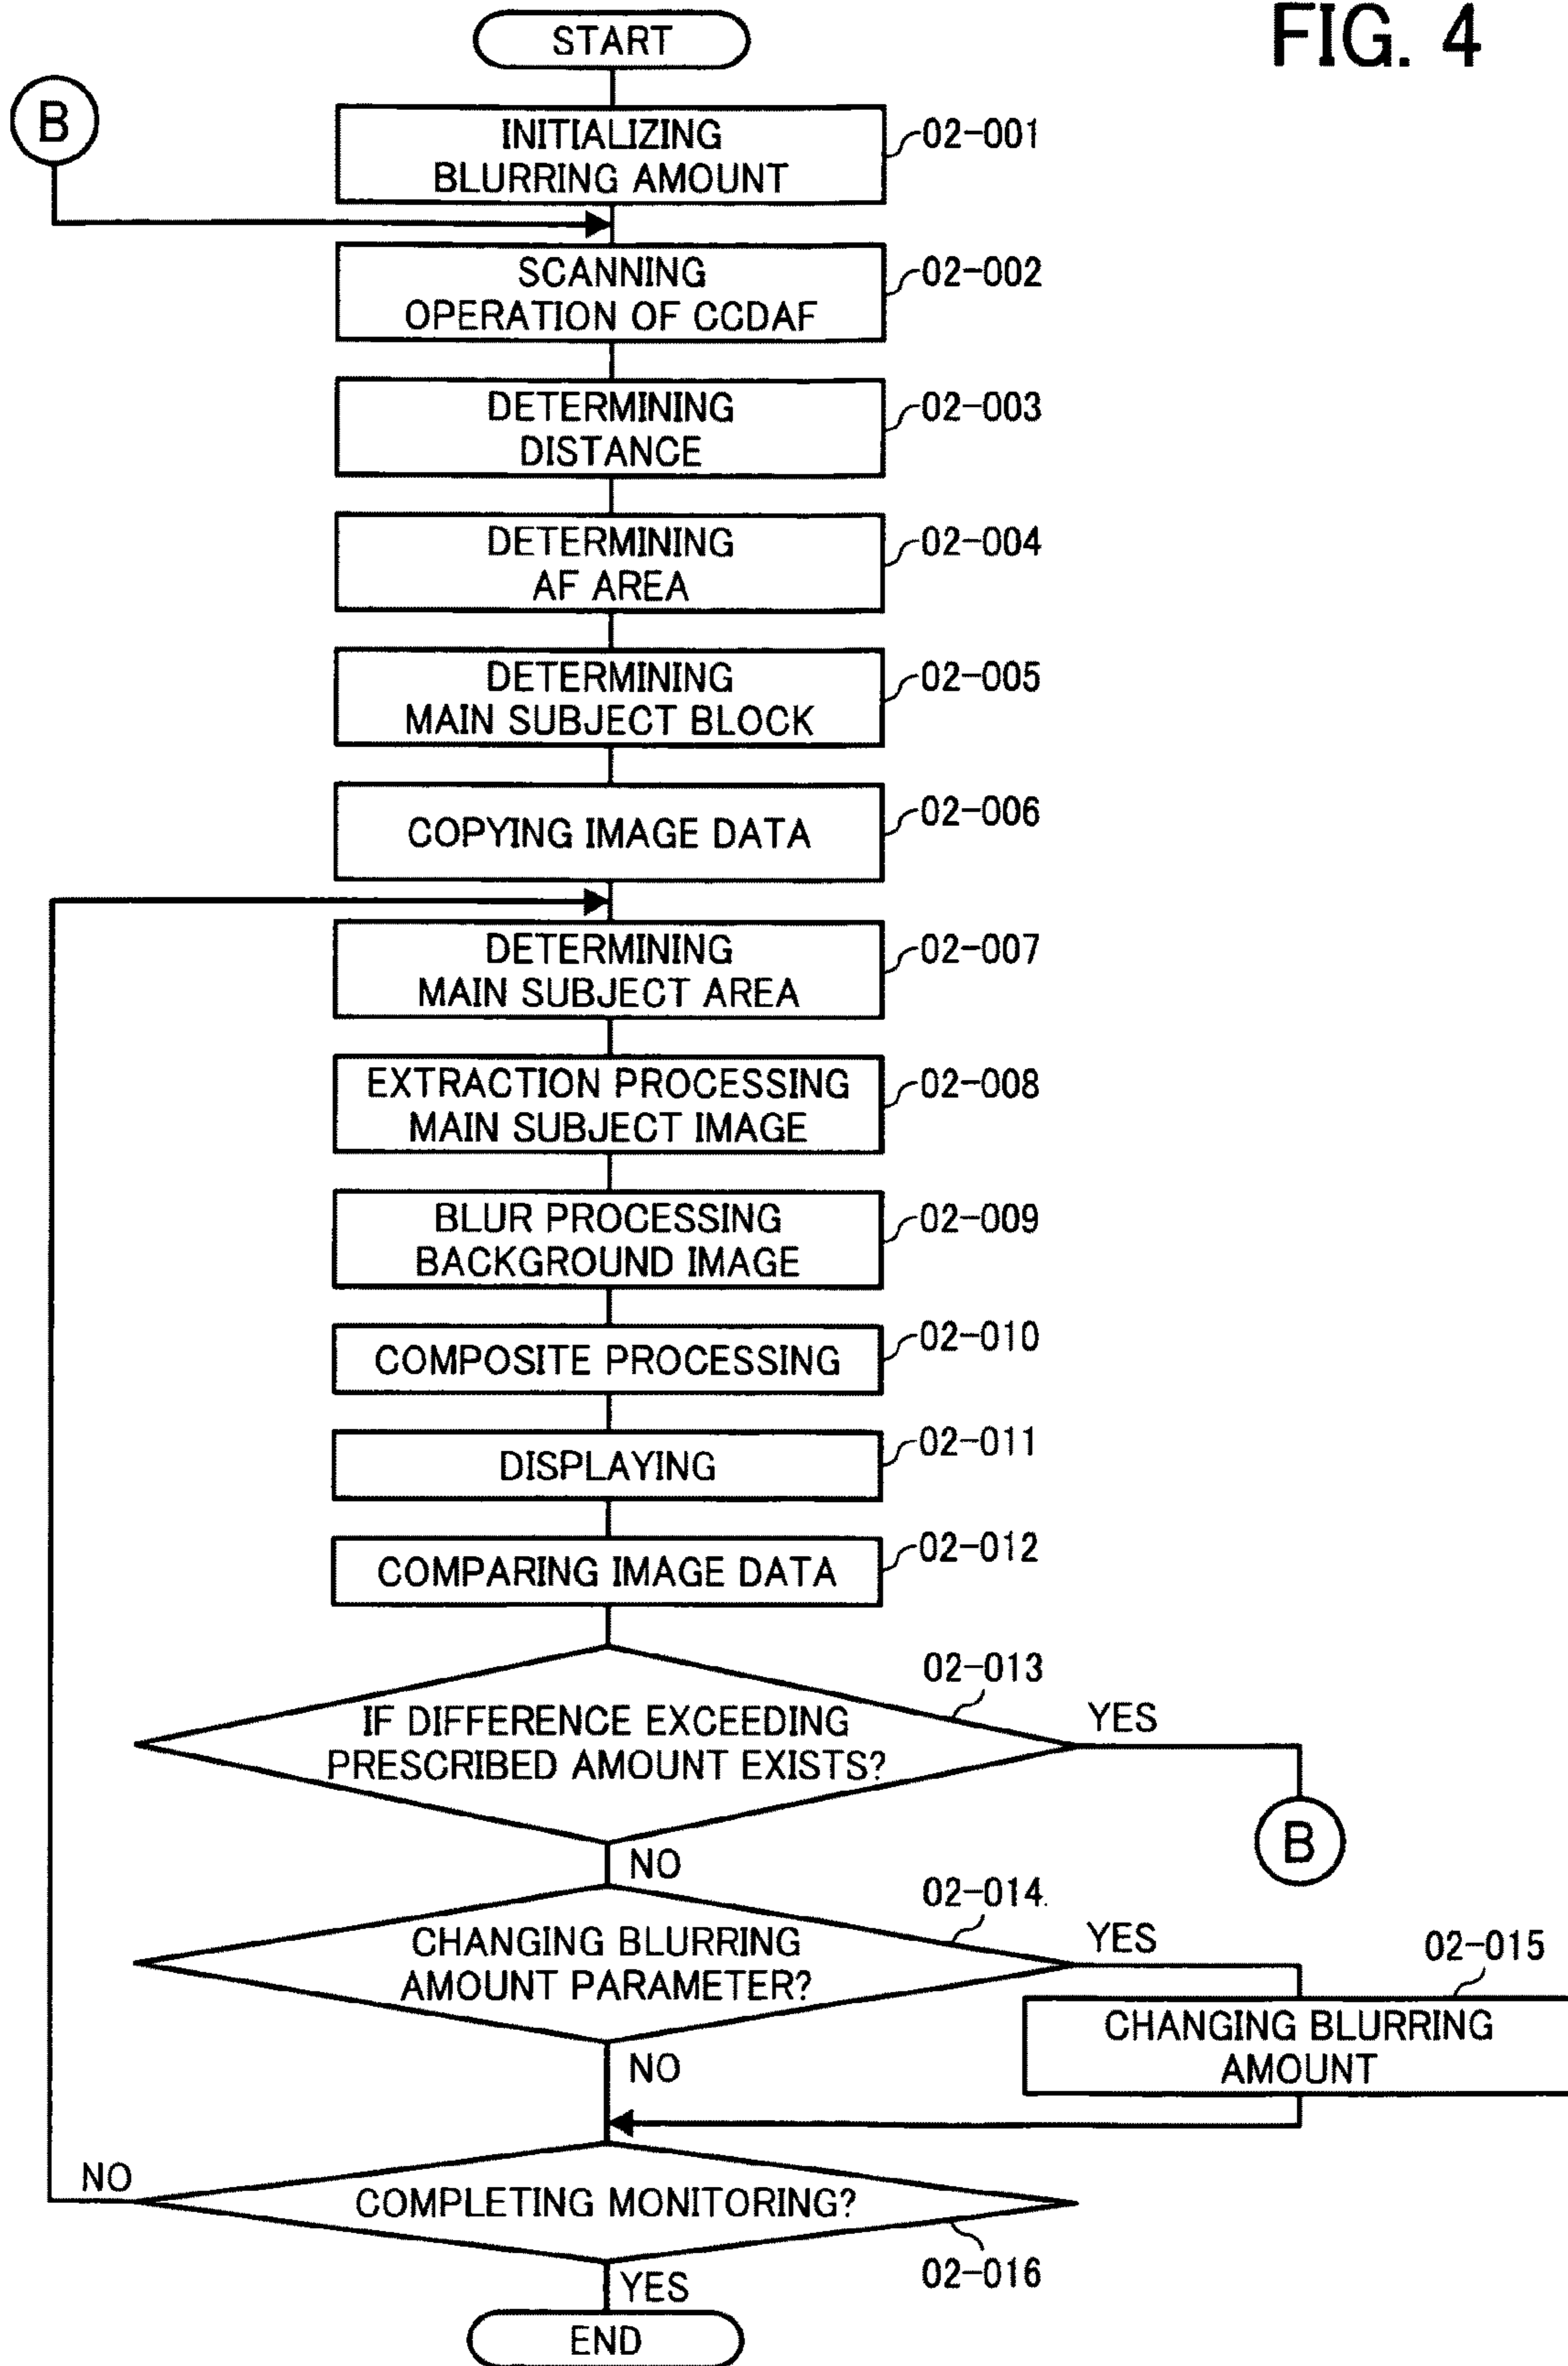 FIG. 4
START
B
INITIALIZING
BLURRING AMOUNT
02-001
SCANNING
OPERATION OF CCDAF
02-002
DETERMINING
DISTANCE
02-003
DETERMINING
AF AREA
02-004
DETERMINING
MAIN SUBJECT BLOCK
02-005
COPYING IMAGE DATA
02-006
DETERMINING
MAIN SUBJECT AREA
02-007
EXTRACTION PROCESSING
MAIN SUBJECT IMAGE
02-008
BLUR PROCESSING
BACKGROUND IMAGE
02-009
COMPOSITE PROCESSING
02-010
DISPLAYING
02-011
COMPARING IMAGE DATA
02-012
IF DIFFERENCE EXCEEDING
PRESCRIBED AMOUNT EXISTS?
02-013
YES
B
NO
CHANGING BLURRING
AMOUNT PARAMETER?
02-014
YES
02-015
CHANGING BLURRING
AMOUNT
NO
NO
COMPLETING MONITORING?
02-016
YES
END